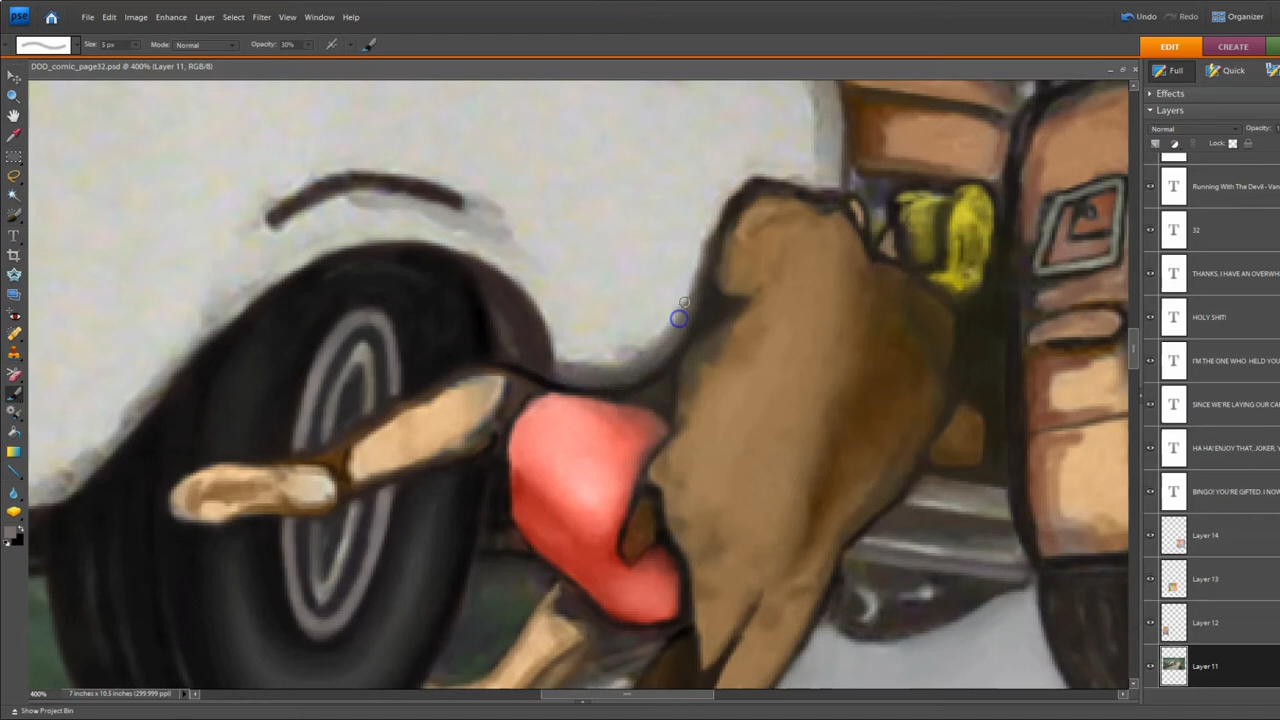 pse File Edit Image Enhance Layer Select Filter View Window Help Undo Redo Organizer
Size: 3 px Mode: Normal Opacity: 30% EDIT CREATE
DDD_comic_page32.psd @ 400% (Layer 11, RGB/8)
Full Quick
Effects
Layers
Normal Opacity: 1
Lock:
T Running With The Devil - Van
T 32
T THANKS, I HAVE AN OVERWH
T HOLY SHIT!
T I'M THE ONE WHO HELD YOU
T SINCE WE'RE LAYING OUR CA
T HA HA! ENJOY THAT, JOKER, Y
T BINGO! YOU'RE GIFTED. I NOW
Layer 14
Layer 13
Layer 12
Layer 11
400% 7 inches x 10.5 inches (299.999 ppi)
Show Project Bin